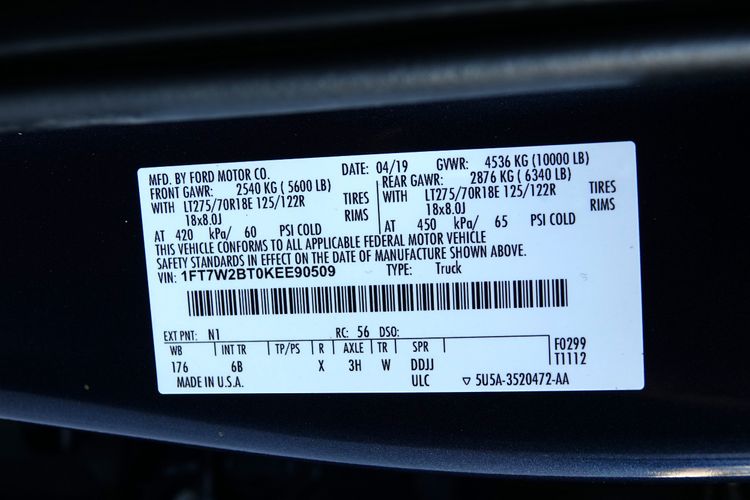 MFD. BY FORD MOTOR CO. DATE: 04/19 GVWR: 4536 KG (10000 LB)
FRONT GAWR: 2540 KG (5600 LB) REAR GAWR: 2876 KG (6340 LB)
WITH LT275/70R18E 125/122R TIRES WITH LT275/70R18E 125/122R TIRES
18x8.0J RIMS 18x8.0J RIMS
AT 420 kPa/ 60 PSI COLD AT 450 kPa/ 65 PSI COLD
THIS VEHICLE CONFORMS TO ALL APPLICABLE FEDERAL MOTOR VEHICLE
SAFETY STANDARDS IN EFFECT ON THE DATE OF MANUFACTURE SHOWN ABOVE.
VIN: 1FT7W2BT0KEE90509 TYPE: Truck
EXT PNT: N1 RC: 56 DSO:
WB INT TR TP/PS R AXLE TR SPR F0299
176 6B X 3H W DDJJ T1112
MADE IN U.S.A. ULC ▽ 5U5A-3520472-AA